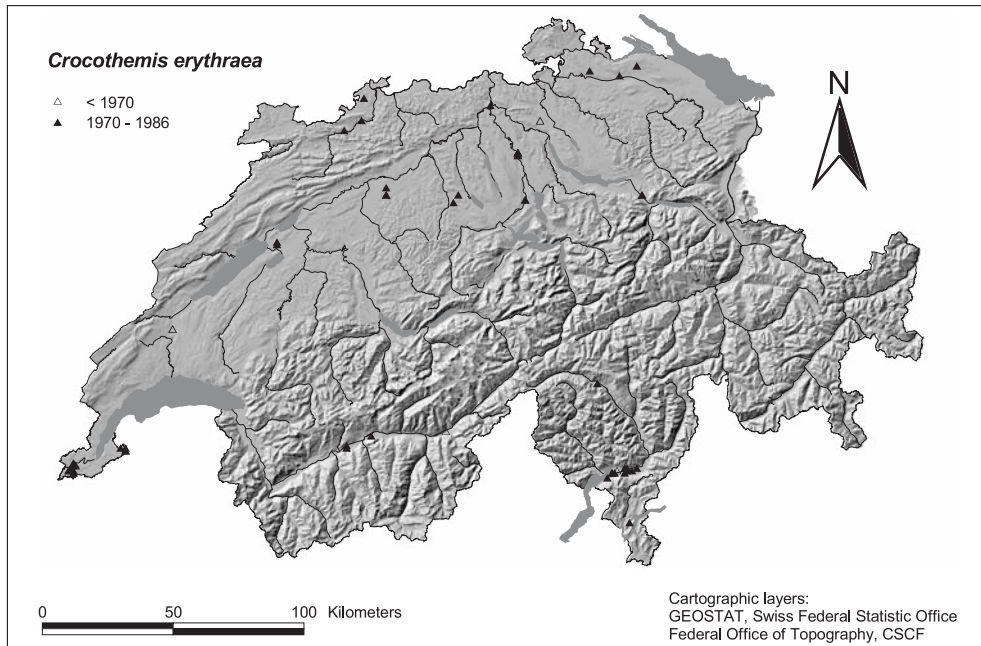 Crocothemis erythraea
< 1970
1970 - 1986
N
0 50 100 Kilometers
Cartographic layers:
GEOSTAT, Swiss Federal Statistic Office
Federal Office of Topography, CSCF